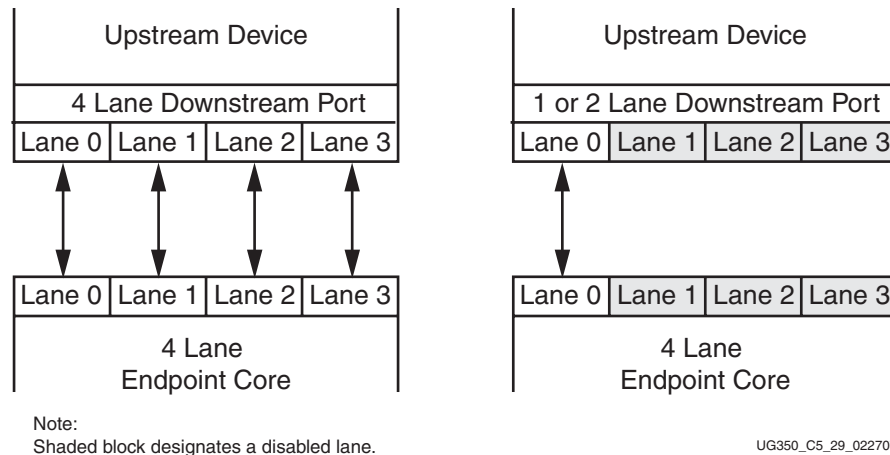 Upstream Device
4 Lane Downstream Port
Lane 0 Lane 1 Lane 2 Lane 3
Lane 0 Lane 1 Lane 2 Lane 3
4 Lane
Endpoint Core
Upstream Device
1 or 2 Lane Downstream Port
Lane 0 Lane 1 Lane 2 Lane 3
Lane 0 Lane 1 Lane 2 Lane 3
4 Lane
Endpoint Core
Note:
Shaded block designates a disabled lane.
UG350_C5_29_02270